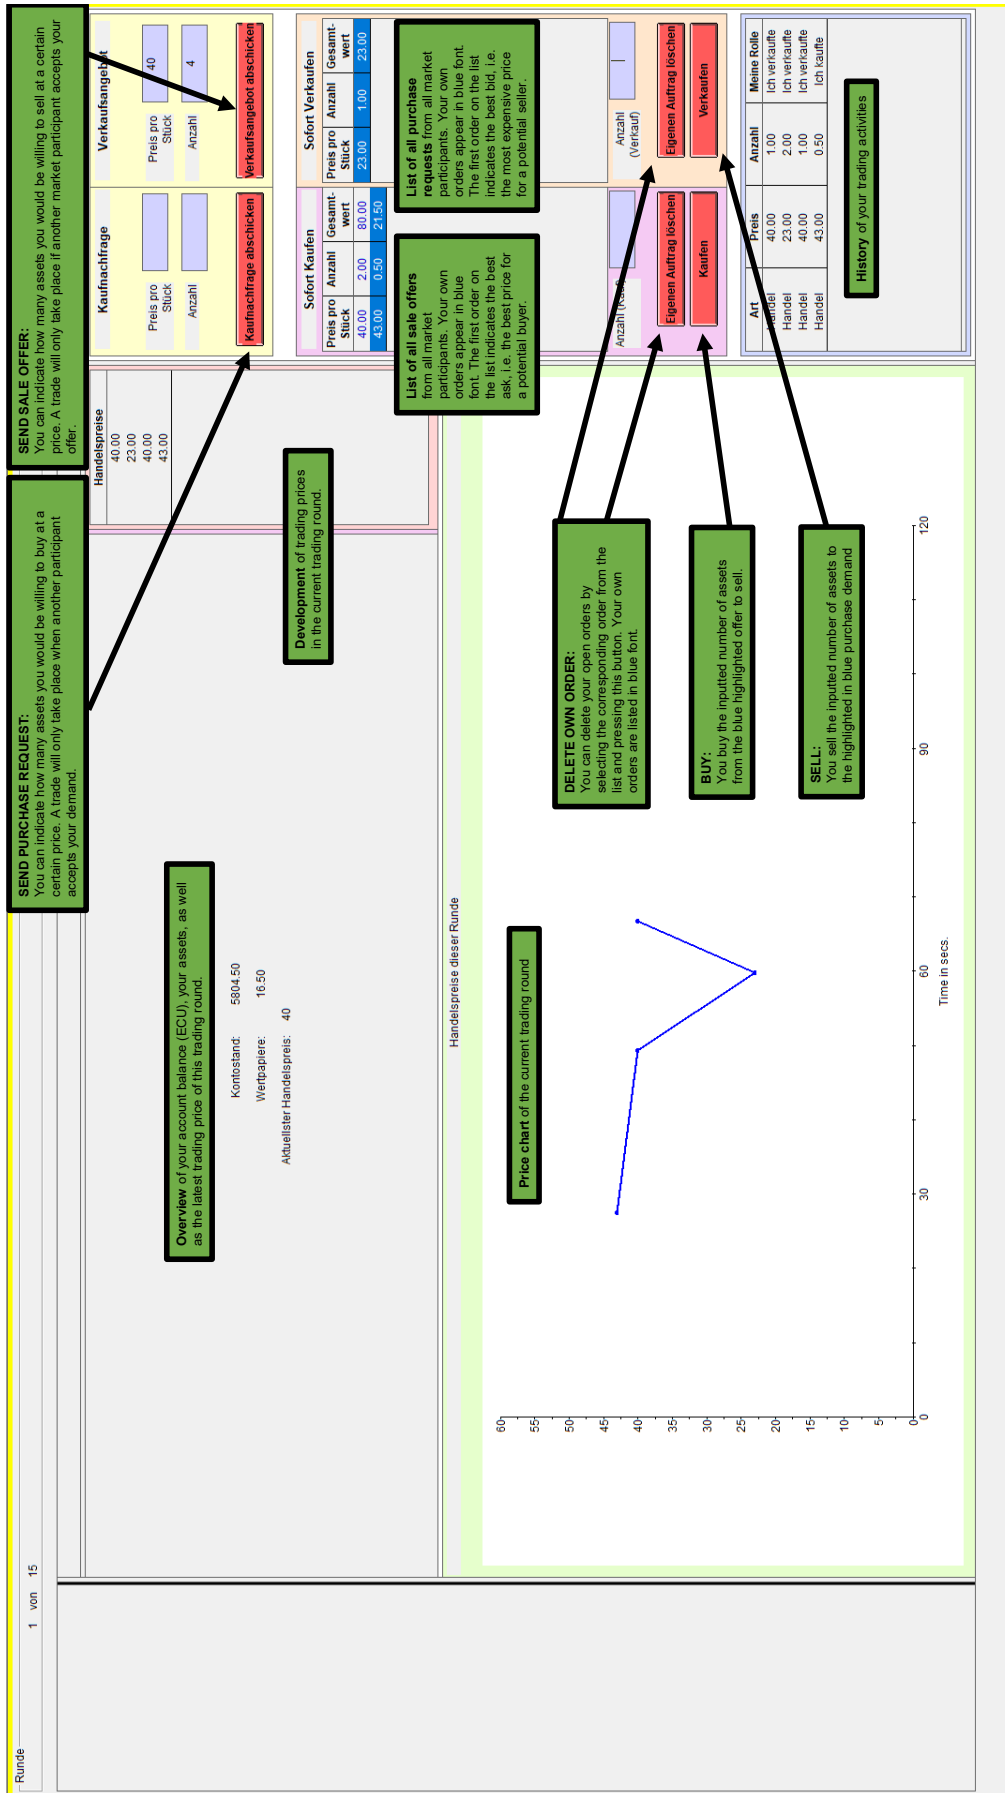 Runde
1 von 15
SEND PURCHASE REQUEST:
You can indicate how many assets you would be willing to buy at a
certain price. A trade will only take place when another participant
accepts your demand.
SEND SALE OFFER:
You can indicate how many assets you would be willing to sell at a certain
price. A trade will only take place if another market participant accepts your
offer.
Overview of your account balance (ECU), your assets, as well
as the latest trading price of this trading round.
Kontostand: 5804.50
Wertpapiere: 16.50
Aktuellster Handelspreis: 40
Handelspreise
40.00
23.00
40.00
43.00
Development of trading prices
in the current trading round.
Kaufnachfrage
Preis pro
Stück
Anzahl
Kaufnachfrage abschicken
Verkaufsangebot
Preis pro
Stück
40
Anzahl
4
Verkaufsangebot abschicken
Sofort Kaufen
Preis pro
Stück
Anzahl
Gesamt-
wert
40.00 2.00 80.00
43.00 0.50 21.50
List of all sale offers
from all market
participants. Your own
orders appear in blue
font. The first order on
the list indicates the best
ask, i.e. the best price for
a potential buyer.
Eigenen Auftrag löschen
Kaufen
Sofort Verkaufen
Preis pro
Stück
Anzahl
Gesamt-
wert
23.00 1.00 23.00
List of all purchase
requests from all market
participants. Your own
orders appear in blue font.
The first order on the list
indicates the best bid, i.e.
the most expensive price
for a potential seller.
Anzahl
(Verkauf)
Eigenen Auftrag löschen
Verkaufen
Handelspreise dieser Runde
Price chart of the current trading round
60
55
50
45
40
35
30
25
20
15
10
5
0
0 30 60 90 120
Time in secs.
DELETE OWN ORDER:
You can delete your open orders by
selecting the corresponding order from the
list and pressing this button. Your own
orders are listed in blue font.
BUY:
You buy the inputted number of assets
from the blue highlighted offer to sell.
SELL:
You sell the inputted number of assets to
the highlighted in blue purchase demand
Art Preis Anzahl Meine Rolle
Handel 40.00 1.00 Ich verkaufte
Handel 23.00 2.00 Ich verkaufte
Handel 40.00 1.00 Ich verkaufte
Handel 43.00 0.50 Ich kaufte
History of your trading activities